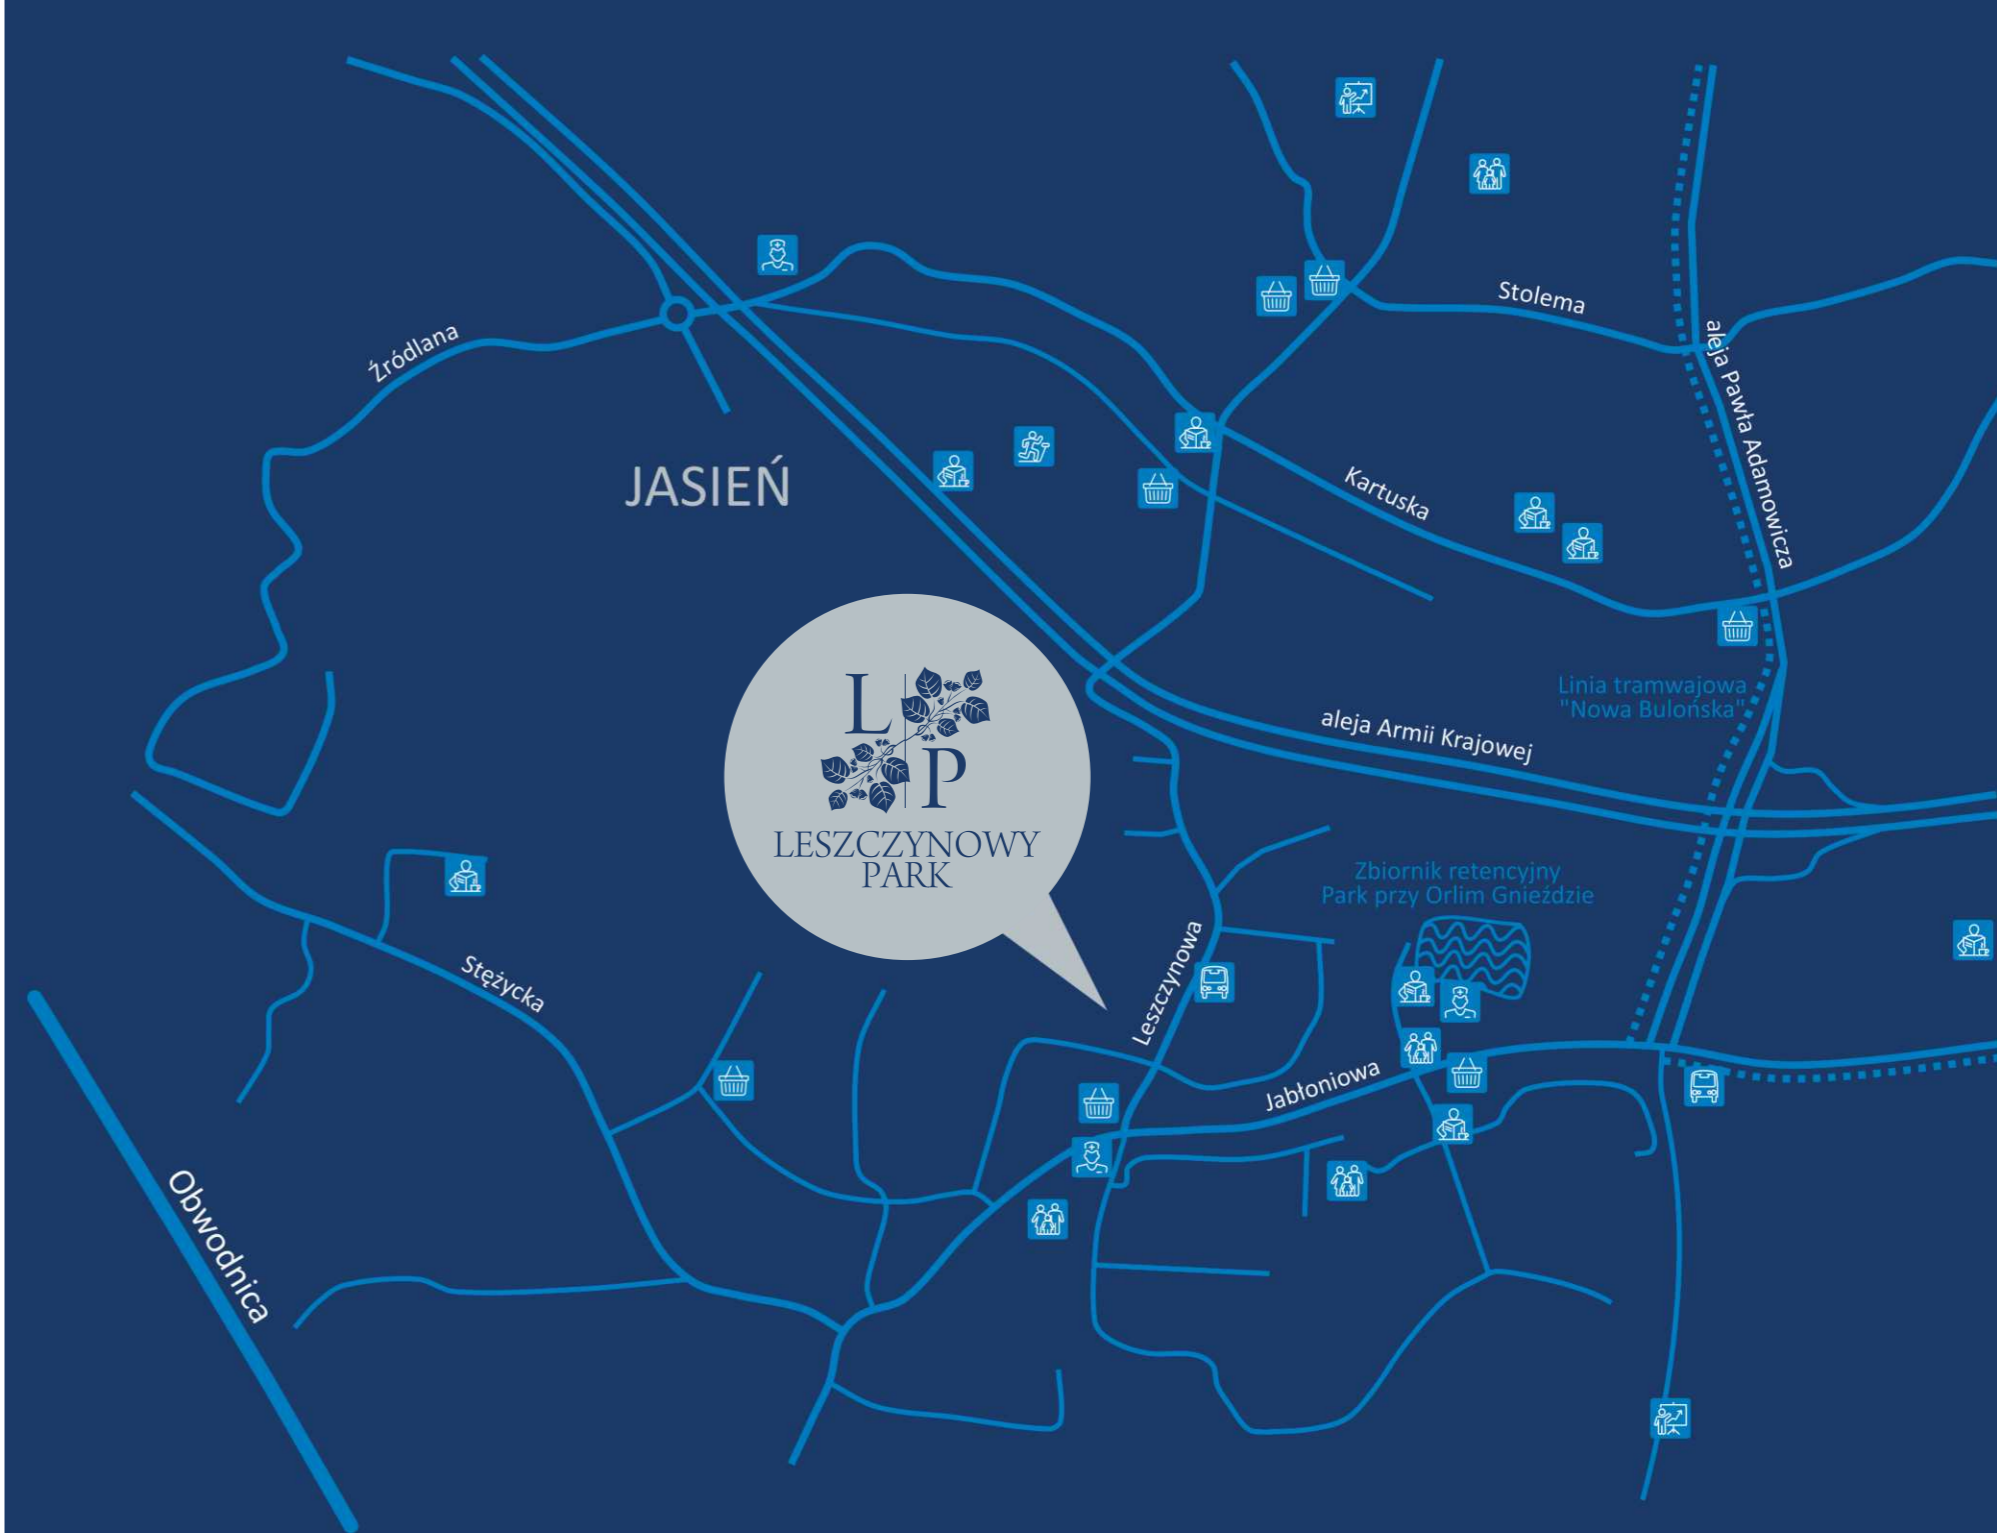 Stolema
Źródlana
aleja Pawła Adamowicza
JASIEŃ
Kartuska
L
P
LESZCZYNOWY
PARK
Linia tramwajowa
"Nowa Bulońska"
aleja Armii Krajowej
Zbiornik retencyjny
Park przy Orlim Gnieździe
Stężycka
Leszczynowa
Jabłoniowa
Obwodnica